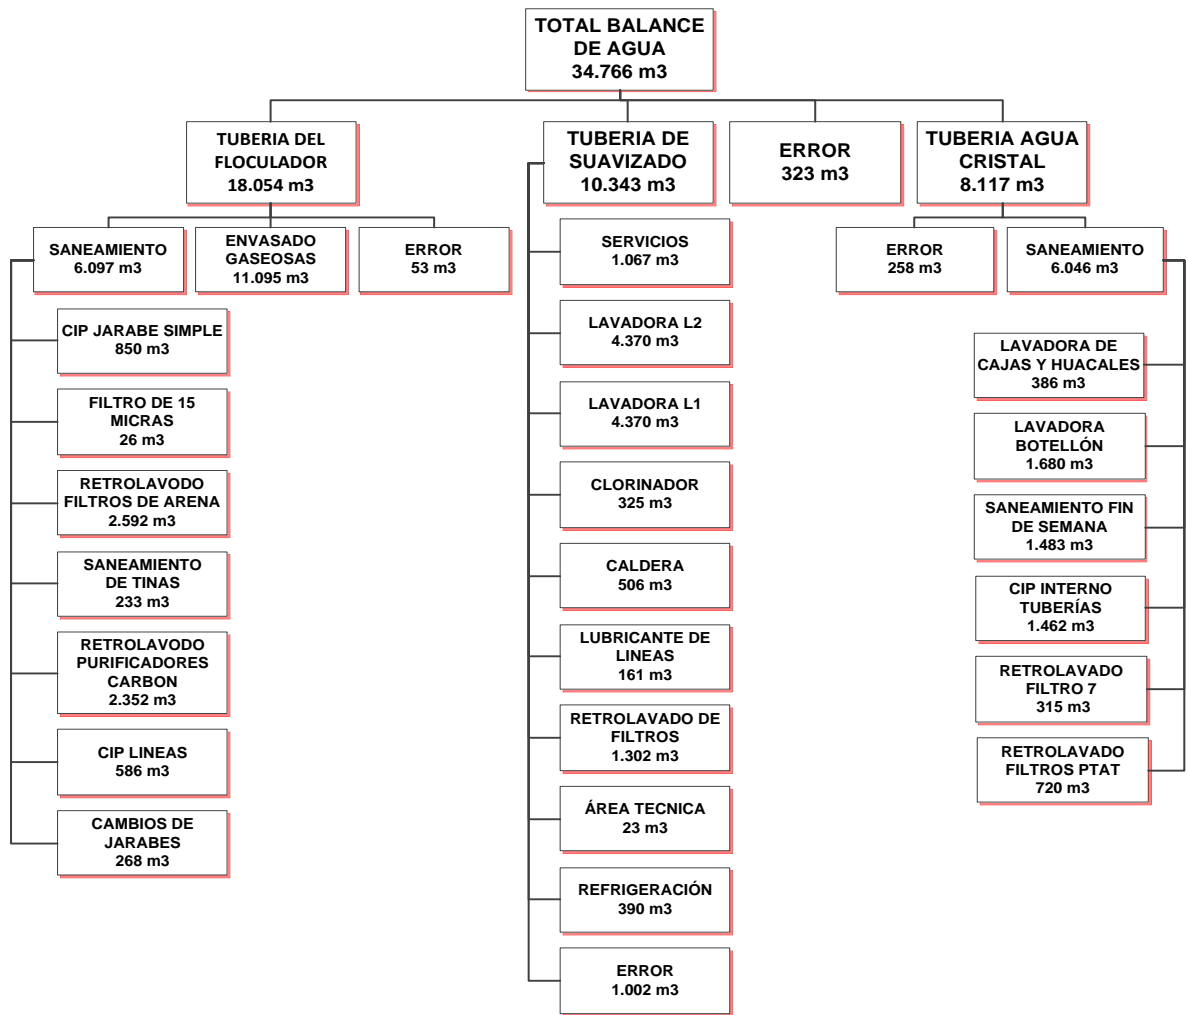 TOTAL BALANCE
DE AGUA
34.766 m3
TUBERIA DEL
FLOCULADOR
18.054 m3
TUBERIA DE
SUAVIZADO
10.343 m3
ERROR
323 m3
TUBERIA AGUA
CRISTAL
8.117 m3
SANEAMIENTO
6.097 m3
ENVASADO
GASEOSAS
11.095 m3
ERROR
53 m3
CIP JARABE SIMPLE
850 m3
FILTRO DE 15
MICRAS
26 m3
RETROLAVODO
FILTROS DE ARENA
2.592 m3
SANEAMIENTO
DE TINAS
233 m3
RETROLAVODO
PURIFICADORES
CARBON
2.352 m3
CIP LINEAS
586 m3
CAMBIOS DE
JARABES
268 m3
SERVICIOS
1.067 m3
LAVADORA L2
4.370 m3
LAVADORA L1
4.370 m3
CLORINADOR
325 m3
CALDERA
506 m3
LUBRICANTE DE
LINEAS
161 m3
RETROLAVADO DE
FILTROS
1.302 m3
ÁREA TECNICA
23 m3
REFRIGERACIÓN
390 m3
ERROR
1.002 m3
ERROR
258 m3
SANEAMIENTO
6.046 m3
LAVADORA DE
CAJAS Y HUACALES
386 m3
LAVADORA
BOTELLÓN
1.680 m3
SANEAMIENTO FIN
DE SEMANA
1.483 m3
CIP INTERNO
TUBERÍAS
1.462 m3
RETROLAVADO
FILTRO 7
315 m3
RETROLAVADO
FILTROS PTAT
720 m3